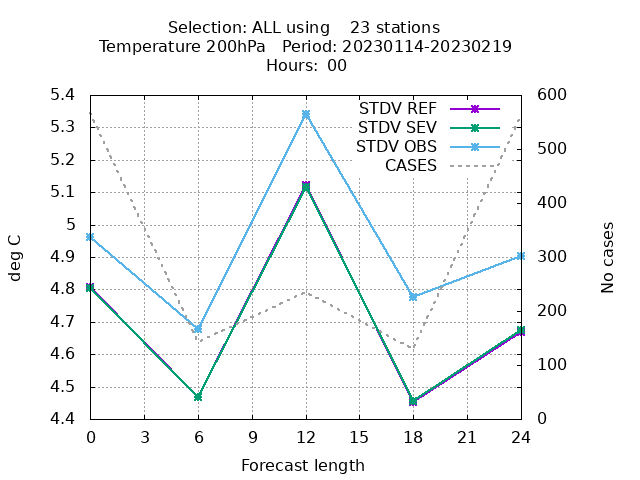 Selection: ALL using    23 stations
Temperature 200hPa   Period: 20230114-20230219
Hours:  00
5.4
5.3
5.2
5.1
5
4.9
4.8
4.7
4.6
4.5
4.4
deg C
STDV REF
STDV SEV
STDV OBS
CASES
600
500
400
300
200
100
0
No cases
0 3 6 9 12 15 18 21 24
Forecast length